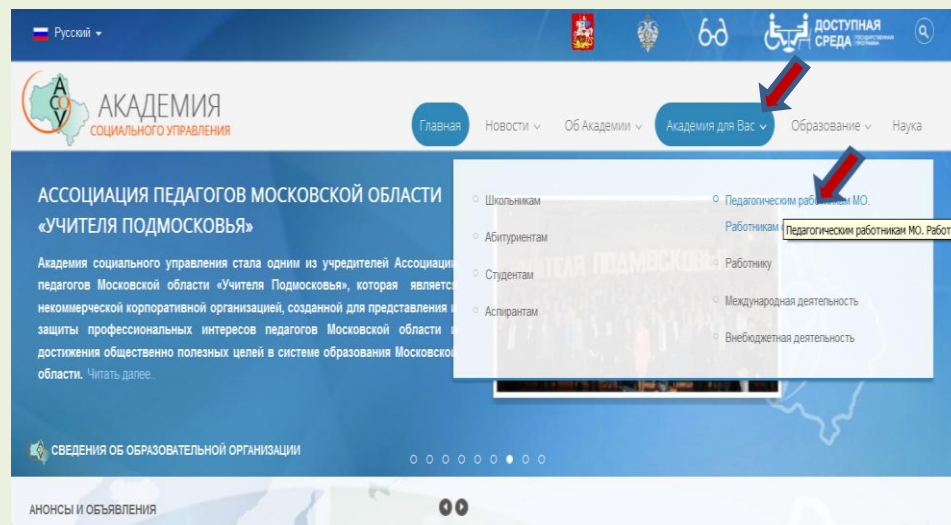 Русский
ДОСТУПНАЯ
СРЕДА
АКАДЕМИЯ
СОЦИАЛЬНОГО УПРАВЛЕНИЯ
Главная Новости Об Академии Академия для Вас Образование Наука
АССОЦИАЦИЯ ПЕДАГОГОВ МОСКОВСКОЙ ОБЛАСТИ
«УЧИТЕЛЯ ПОДМОСКОВЬЯ»
Академия социального управления стала одним из учредителей Ассоциации
педагогов Московской области «Учителя Подмосковья», которая является
некоммерческой корпоративной организацией, созданной для представления и
защиты профессиональных интересов педагогов Московской области и
достижения общественно полезных целей в системе образования Московской
области. Читать далее..
Школьникам
Абитуриентам
Студентам
Аспирантам
Педагогическим работникам МО.
Работникам
Педагогическим работникам МО. Работ
Работнику
Международная деятельность
Внебюджетная деятельность
СВЕДЕНИЯ ОБ ОБРАЗОВАТЕЛЬНОЙ ОРГАНИЗАЦИИ
АНОНСЫ И ОБЪЯВЛЕНИЯ